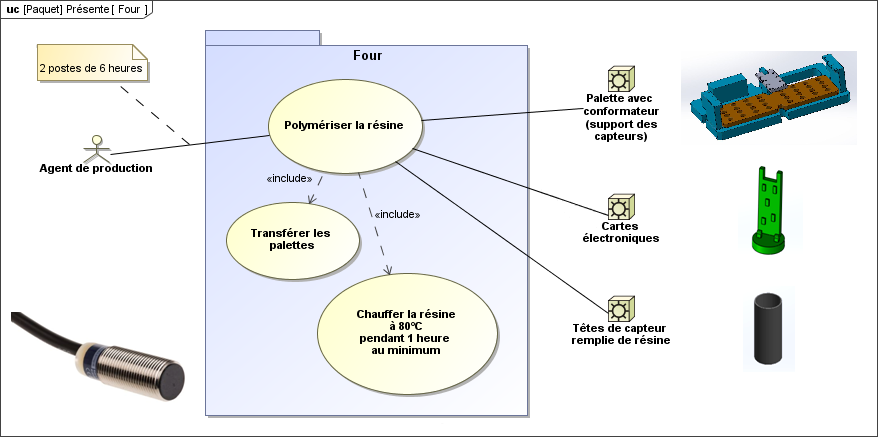 uc [Paquet] Présente [ Four ]
2 postes de 6 heures
Four
Polymériser la résine
Agent de production
«include»
«include»
Transférer les
palettes
Chauffer la résine
à 80°C
pendant 1 heure
au minimum
Palette avec
conformateur
(support des
capteurs)
Cartes
électroniques
Têtes de capteur
remplie de résine